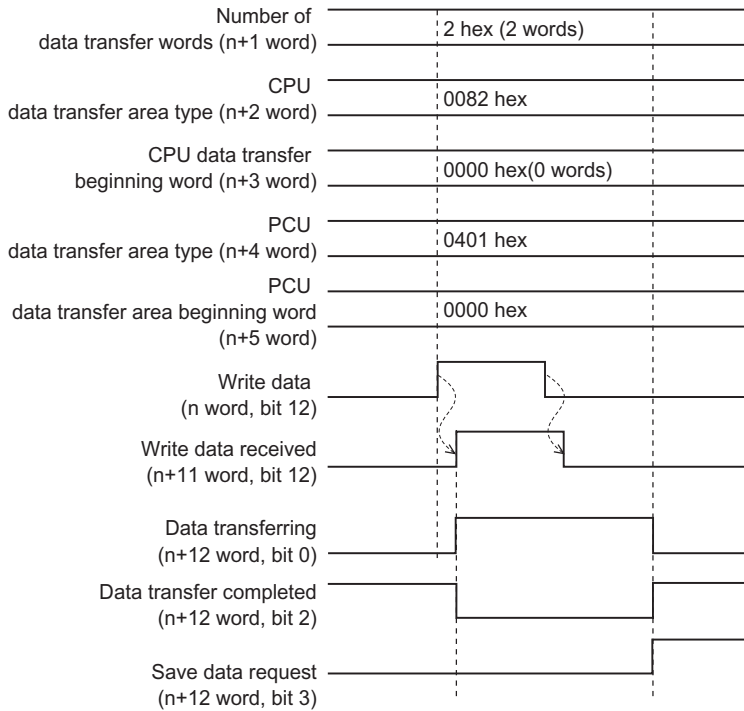 Number of
data transfer words (n+1 word)
2 hex (2 words)
CPU
data transfer area type (n+2 word)
0082 hex
CPU data transfer
beginning word (n+3 word)
0000 hex(0 words)
PCU
data transfer area type (n+4 word)
0401 hex
PCU
data transfer area beginning word
(n+5 word)
0000 hex
Write data
(n word, bit 12)
Write data received
(n+11 word, bit 12)
Data transferring
(n+12 word, bit 0)
Data transfer completed
(n+12 word, bit 2)
Save data request
(n+12 word, bit 3)